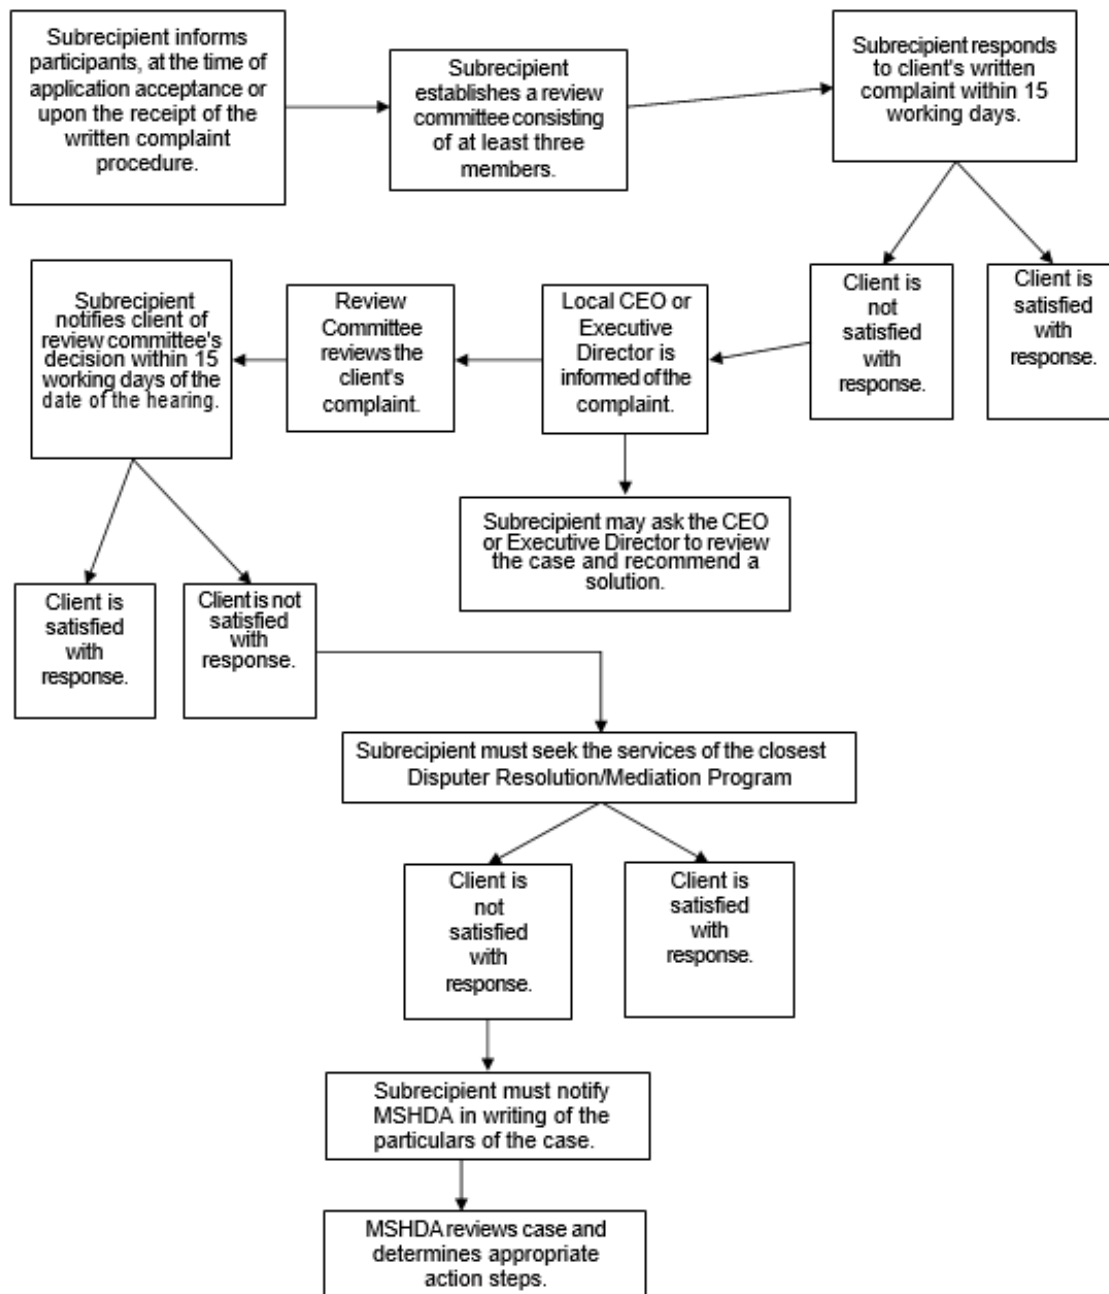 Subrecipient informs
participants, at the time of
application acceptance or
upon the receipt of the
written complaint
procedure.
Subrecipient
establishes a review
committee consisting
of at least three
members.
Subrecipient responds
to client's written
complaint within 15
working days.
Client is
not
satisfied
with
response.
Client is
satisfied
with
response.
Local CEO or
Executive
Director is
informed of the
complaint.
Review
Committee
reviews the
client's
complaint.
Subrecipient
notifies client of
review committee's
decision within 15
working days of the
date of the hearing.
Subrecipient may ask the CEO
or Executive Director to review
the case and recommend a
solution.
Client is
satisfied
with
response.
Client is not
satisfied
with
response.
Subrecipient must seek the services of the closest
Disputer Resolution/Mediation Program
Client is
not
satisfied
with
response.
Client is
satisfied
with
response.
Subrecipient must notify
MSHDA in writing of the
particulars of the case.
MSHDA reviews case and
determines appropriate
action steps.